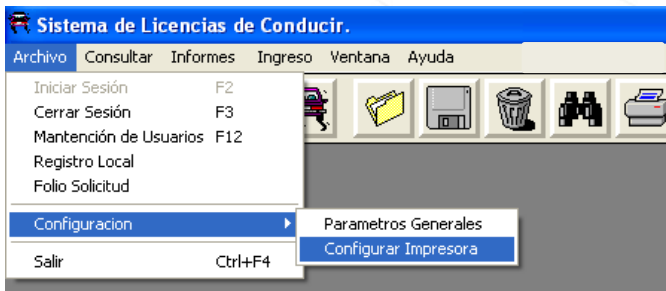 Sistema de Licencias de Conducir.
Archivo Consultar Informes Ingreso Ventana Ayuda
Iniciar Sesión F2
Cerrar Sesión F3
Mantención de Usuarios F12
Registro Local
Folio Solicitud
Configuracion
Parametros Generales
Configurar Impresora
Salir Ctrl+F4